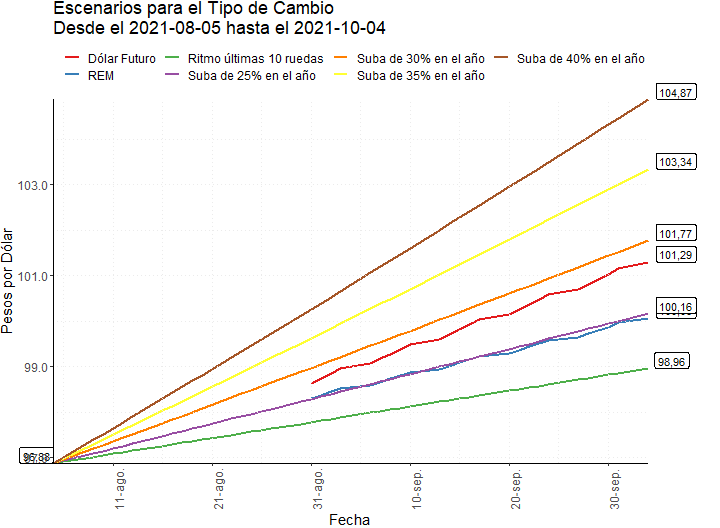 Escenarios para el Tipo de Cambio
Desde el 2021-08-05 hasta el 2021-10-04
Dólar Futuro
Ritmo últimas 10 ruedas
Suba de 30% en el año
Suba de 40% en el año
REM
Suba de 25% en el año
Suba de 35% en el año
104,87
103,34
101,77
101,29
100,16
98,96
103.0
101.0
99.0
Pesos por Dólar
11-ago.
21-ago.
31-ago.
10-sep.
20-sep.
30-sep.
Fecha